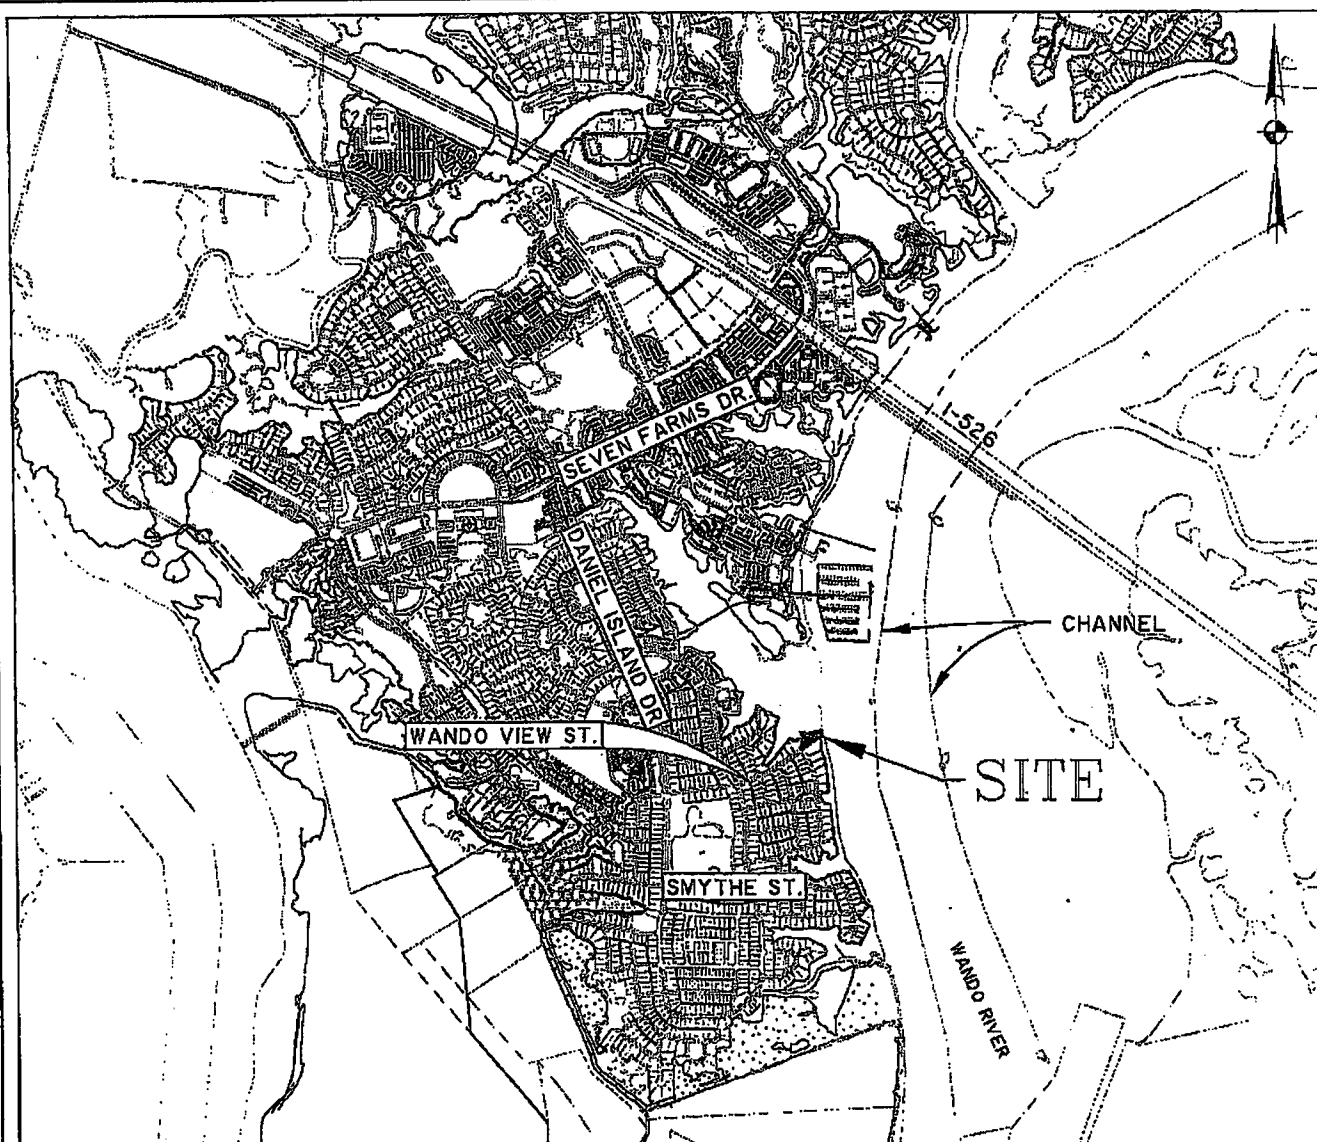 I-526
SEVEN FARMS DR.
DANIEL ISLAND DR
CHANNEL
WANDO VIEW ST.
SITE
SMYTHE ST.
WANDO RIVER